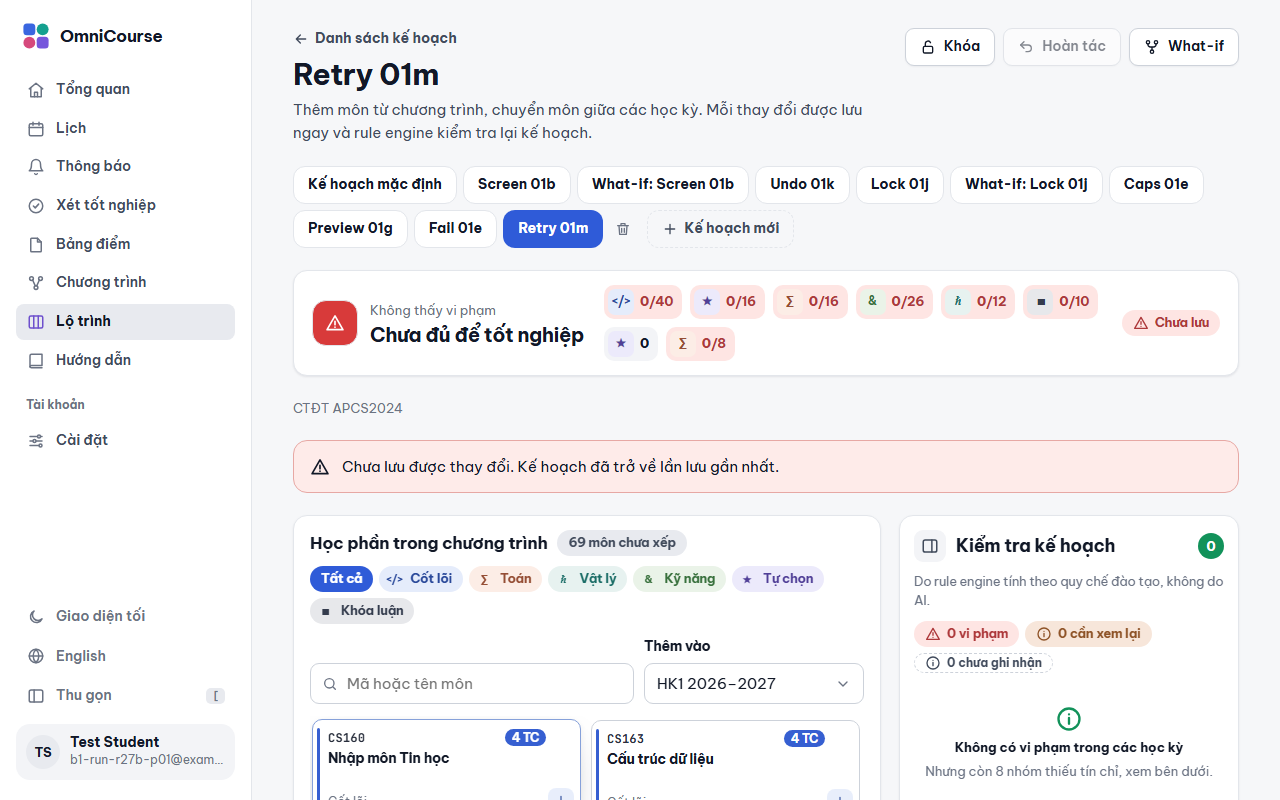 OmniCourse
Tổng quan
Lịch
Thông báo
Xét tốt nghiệp
Bảng điểm
Chương trình
Lộ trình
Hướng dẫn
Tài khoản
Cài đặt
Giao diện tối
English
Thu gọn [
TS
Test Student
b1-run-r27b-p01@exam...
Danh sách kế hoạch
Khóa
Hoàn tác
What-if
Retry 01m
Thêm môn từ chương trình, chuyển môn giữa các học kỳ. Mỗi thay đổi được lưu
ngay và rule engine kiểm tra lại kế hoạch.
Kế hoạch mặc định
Screen 01b
What-if: Screen 01b
Undo 01k
Lock 01j
What-if: Lock 01j
Caps 01e
Preview 01g
Fail 01e
Retry 01m
Kế hoạch mới
Không thấy vi phạm
Chưa đủ để tốt nghiệp
</> 0/40
★ 0/16
Σ 0/16
& 0/26
ħ 0/12
■ 0/10
★ 0
Σ 0/8
Chưa lưu
CTĐT APCS2024
Chưa lưu được thay đổi. Kế hoạch đã trở về lần lưu gần nhất.
Học phần trong chương trình
69 môn chưa xếp
Tất cả
</> Cốt lõi
Σ Toán
ħ Vật lý
& Kỹ năng
★ Tự chọn
■ Khóa luận
Thêm vào
Mã hoặc tên môn
HK1 2026–2027
CS160
4 TC
Nhập môn Tin học
Cốt lõi
CS163
4 TC
Cấu trúc dữ liệu
Cốt lõi
Kiểm tra kế hoạch
0
Do rule engine tính theo quy chế đào tạo, không do
AI.
0 vi phạm
0 cần xem lại
0 chưa ghi nhận
Không có vi phạm trong các học kỳ
Nhưng còn 8 nhóm thiếu tín chỉ, xem bên dưới.